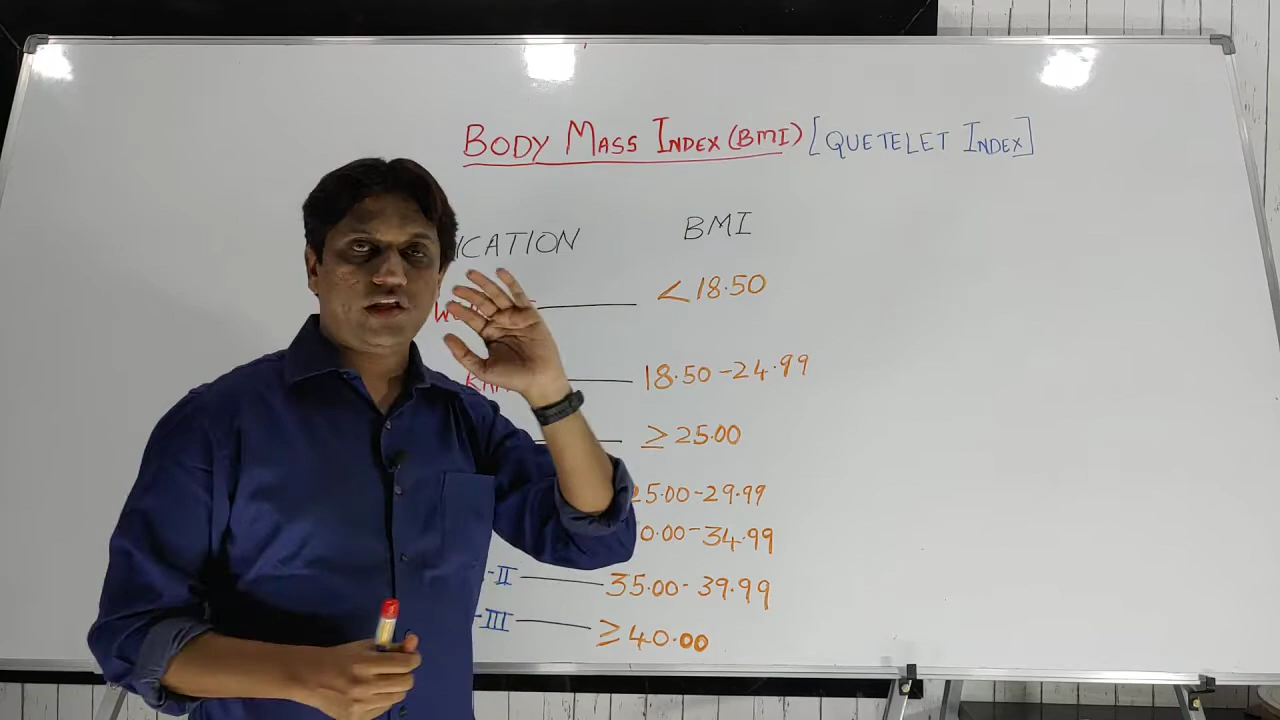 BODY MASS INDEX (BMI) [QUETELET INDEX]
ICATION BMI
<18.50
18.50-24.99
≥25.00
25.00-29.99
0.00-34.99
-II 35.00-39.99
-III ≥40.00